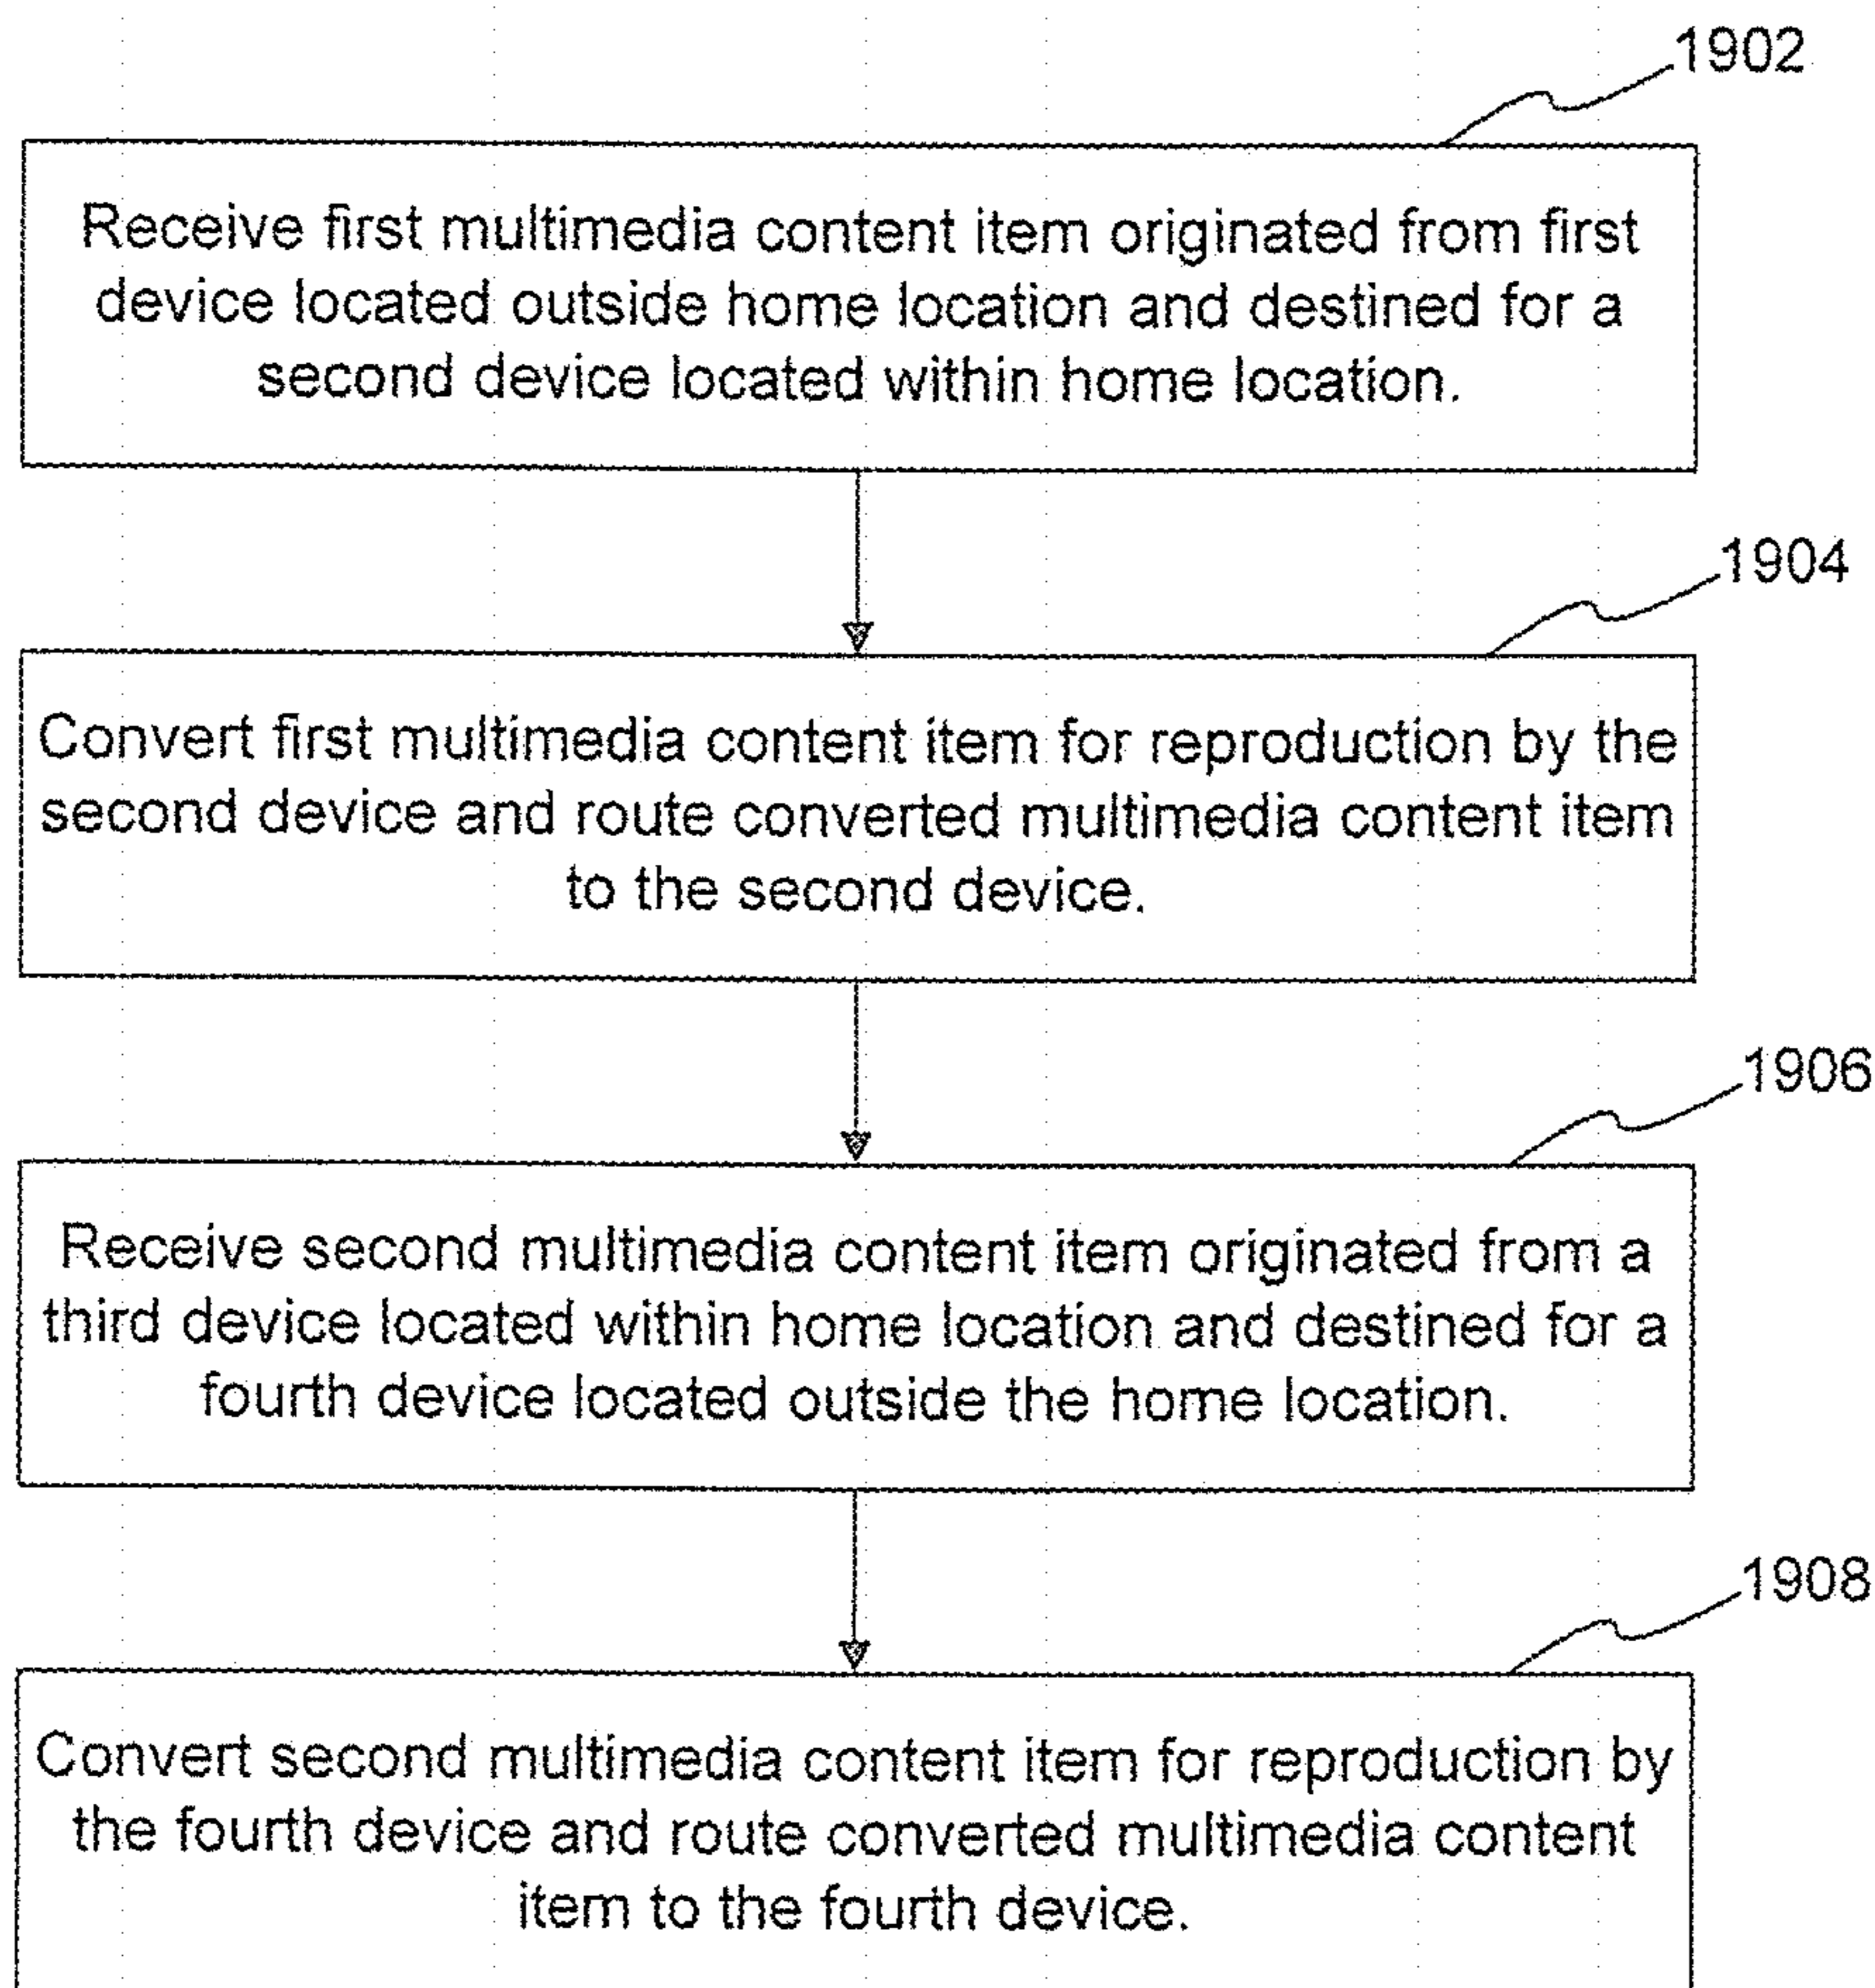 1902
Receive first multimedia content item originated from first
device located outside home location and destined for a
second device located within home location.
1904
Convert first multimedia content item for reproduction by the
second device and route converted multimedia content item
to the second device.
1906
Receive second multimedia content item originated from a
third device located within home location and destined for a
fourth device located outside the home location.
1908
Convert second multimedia content item for reproduction by
the fourth device and route converted multimedia content
item to the fourth device.